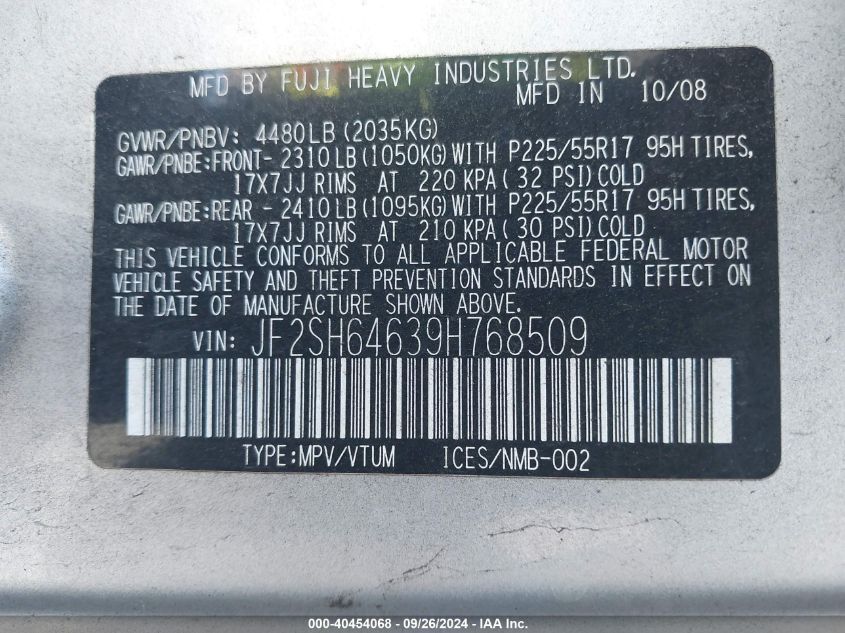 MFD BY FUJI HEAVY INDUSTRIES LTD.
MFD IN 10/08
GVWR/PNBV: 4480LB (2035KG)
GAWR/PNBE:FRONT- 2310LB (1050KG) WITH P225/55R17 95H TIRES,
17X7JJ RIMS AT 220 KPA ( 32 PSI) COLD
GAWR/PNBE:REAR - 2410LB (1095KG) WITH P225/55R17 95H TIRES,
17X7JJ RIMS AT 210 KPA ( 30 PSI) COLD
THIS VEHICLE CONFORMS TO ALL APPLICABLE FEDERAL MOTOR
VEHICLE SAFETY AND THEFT PREVENTION STANDARDS IN EFFECT ON
THE DATE OF MANUFACTURE SHOWN ABOVE.
VIN: JF2SH64639H768509
TYPE:MPV/VTUM ICES/NMB-002
000-40454068 - 09/26/2024 - IAA Inc.